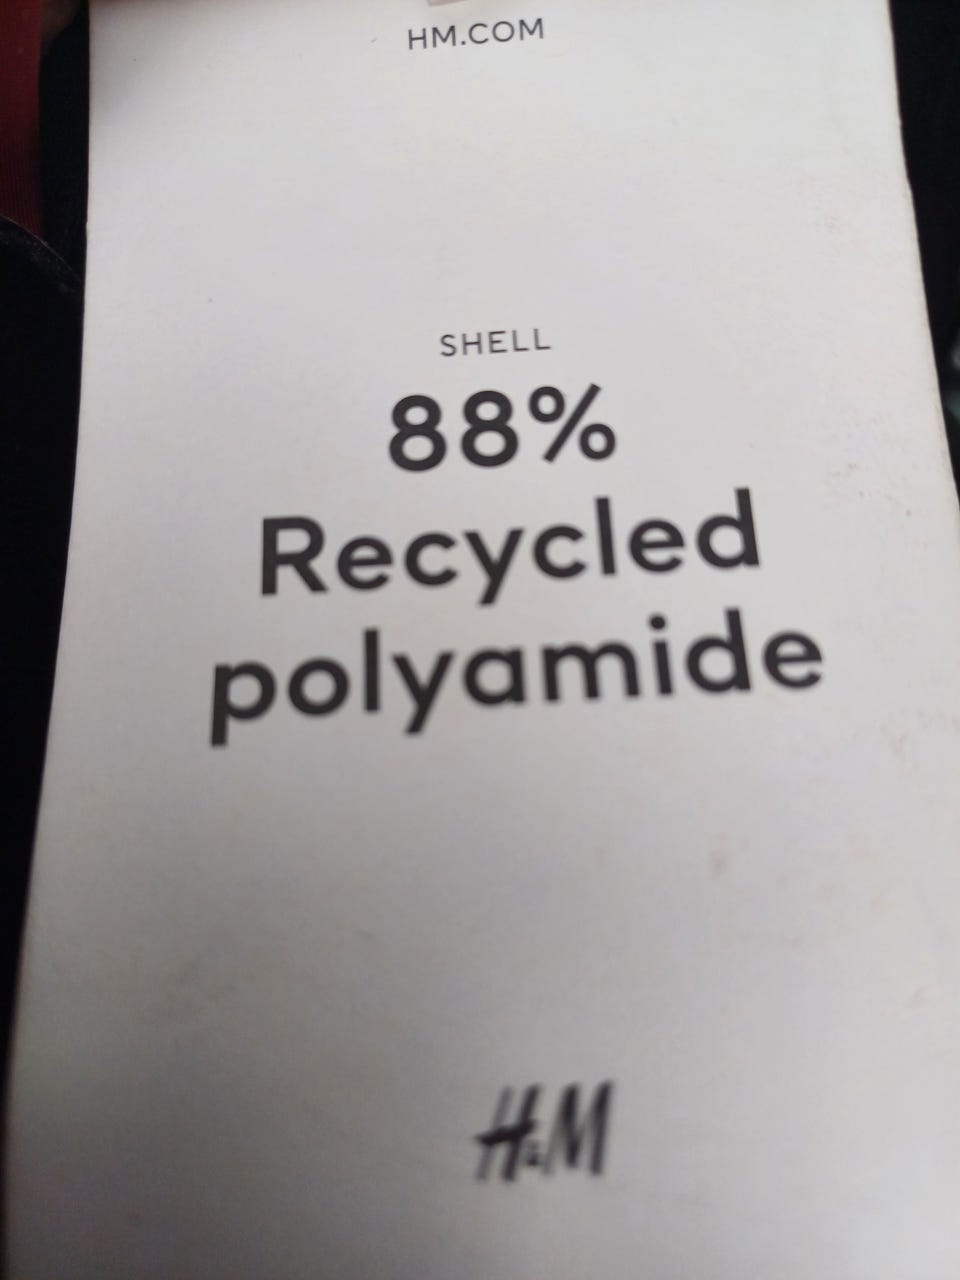 HM.COM
SHELL
88%
Recycled
polyamide
H&M